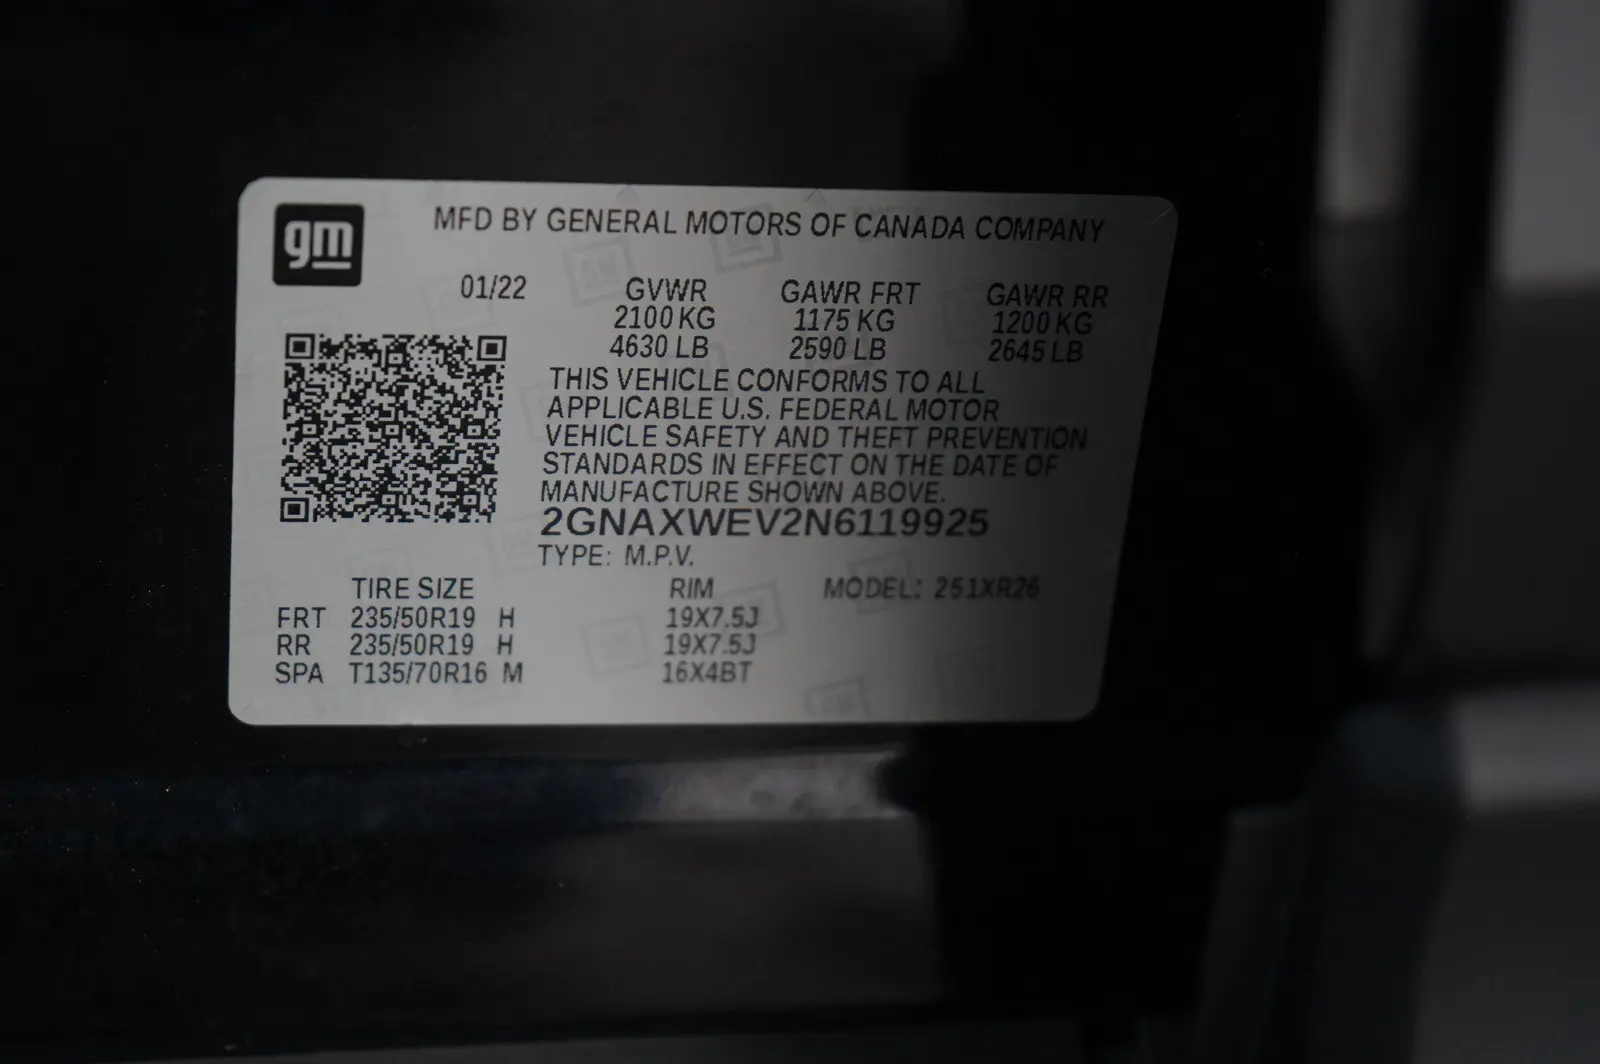 gm
MFD BY GENERAL MOTORS OF CANADA COMPANY
01/22 GVWR GAWR FRT GAWR RR
2100 KG 1175 KG 1200 KG
4630 LB 2590 LB 2645 LB
THIS VEHICLE CONFORMS TO ALL
APPLICABLE U.S. FEDERAL MOTOR
VEHICLE SAFETY AND THEFT PREVENTION
STANDARDS IN EFFECT ON THE DATE OF
MANUFACTURE SHOWN ABOVE.
2GNAXWEV2N6119925
TYPE: M.P.V.
TIRE SIZE RIM MODEL: 251XR26
FRT 235/50R19 H 19X7.5J
RR 235/50R19 H 19X7.5J
SPA T135/70R16 M 16X4BT